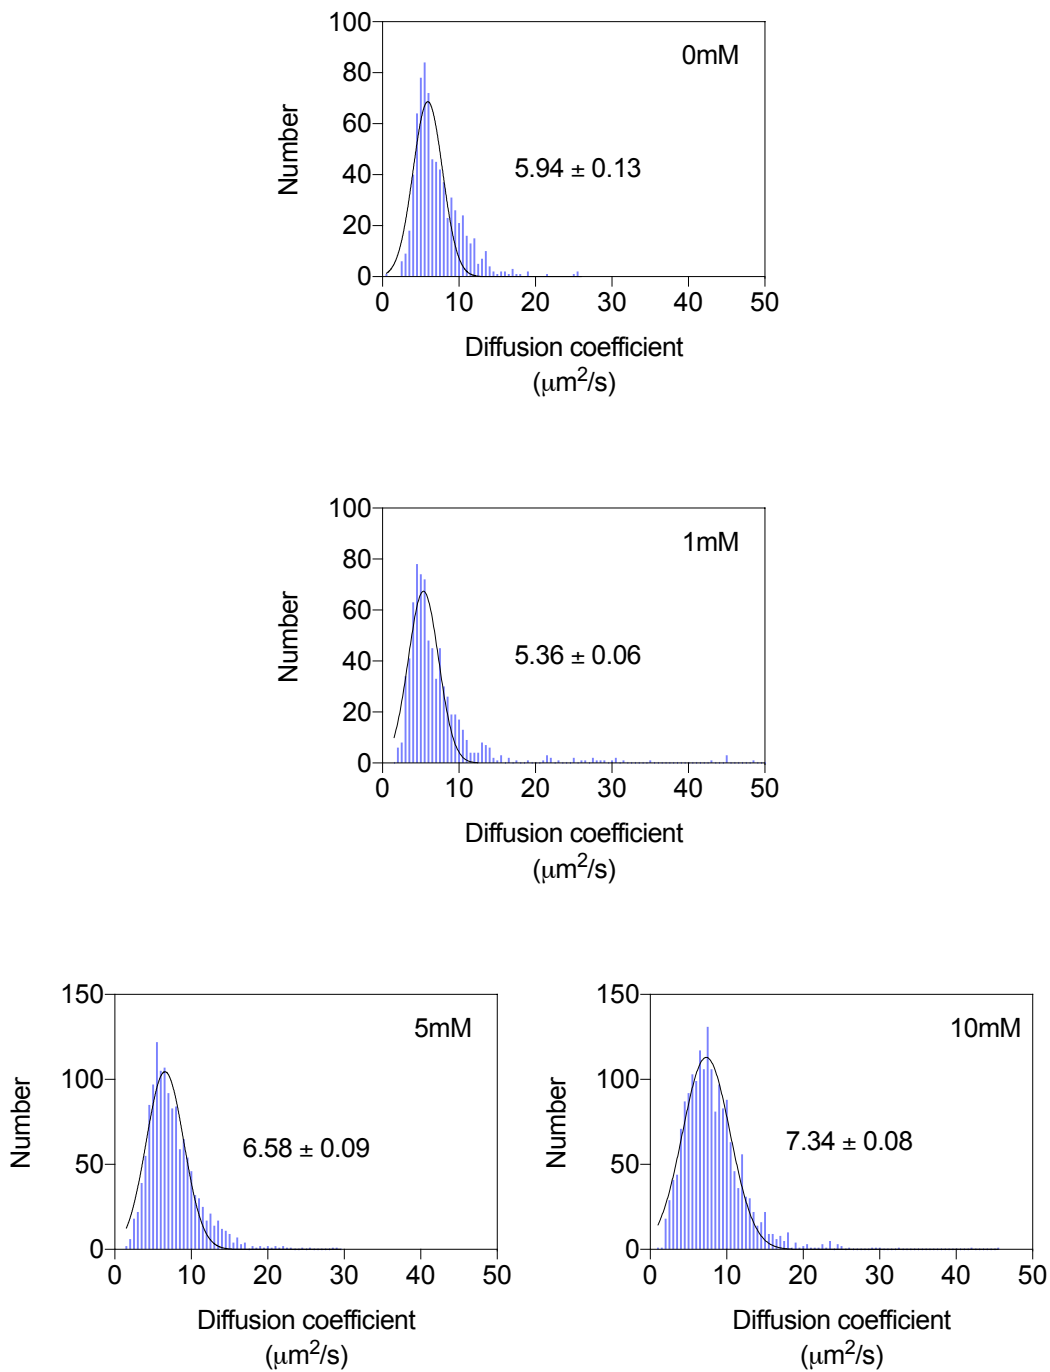 100
80
60
40
20
0
Number
0mM
5.94 ± 0.13
0 10 20 30 40 50
Diffusion coefficient
(μm²/s)
100
80
60
40
20
0
Number
1mM
5.36 ± 0.06
0 10 20 30 40 50
Diffusion coefficient
(μm²/s)
150
100
50
0
Number
5mM
6.58 ± 0.09
0 10 20 30 40 50
Diffusion coefficient
(μm²/s)
150
100
50
0
Number
10mM
7.34 ± 0.08
0 10 20 30 40 50
Diffusion coefficient
(μm²/s)